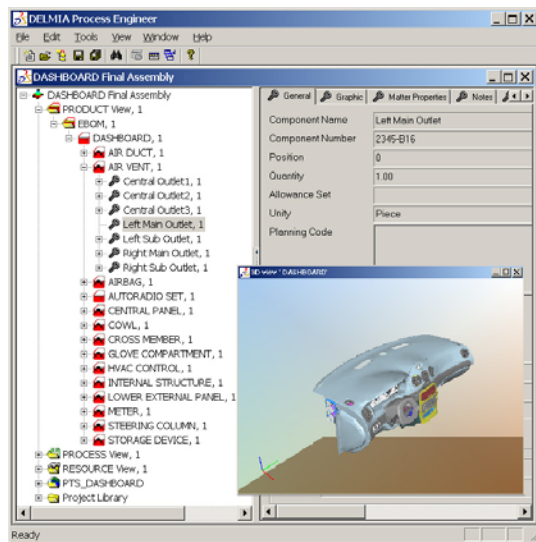 DELMIA Process Engineer
File Edit Tools View Window Help
DASHBOARD Final Assembly
DASHBOARD Final Assembly
PRODUCT View, 1
EBOM, 1
DASHBOARD, 1
AIR DUCT, 1
AIR VENT, 1
Central Outlet1, 1
Central Outlet2, 1
Central Outlet3, 1
Left Main Outlet, 1
Left Sub Outlet, 1
Right Main Outlet, 1
Right Sub Outlet, 1
AIRBAG, 1
AUTORADIO SET, 1
CENTRAL PANEL, 1
COWL, 1
CROSS MEMBER, 1
GLOVE COMPARTMENT, 1
HVAC CONTROL, 1
INTERNAL STRUCTURE, 1
LOWER EXTERNAL PANEL, 1
METER, 1
STEERING COLUMN, 1
STORAGE DEVICE, 1
PROCESS View, 1
RESOURCE View, 1
PTS_DASHBOARD
Project Library
General Graphic Matter Properties Notes
Component Name Left Main Outlet
Component Number 2345-B16
Position 0
Quantity 1.00
Allowance Set
Unity Piece
Planning Code
3D view 'DASHBOARD'
Ready